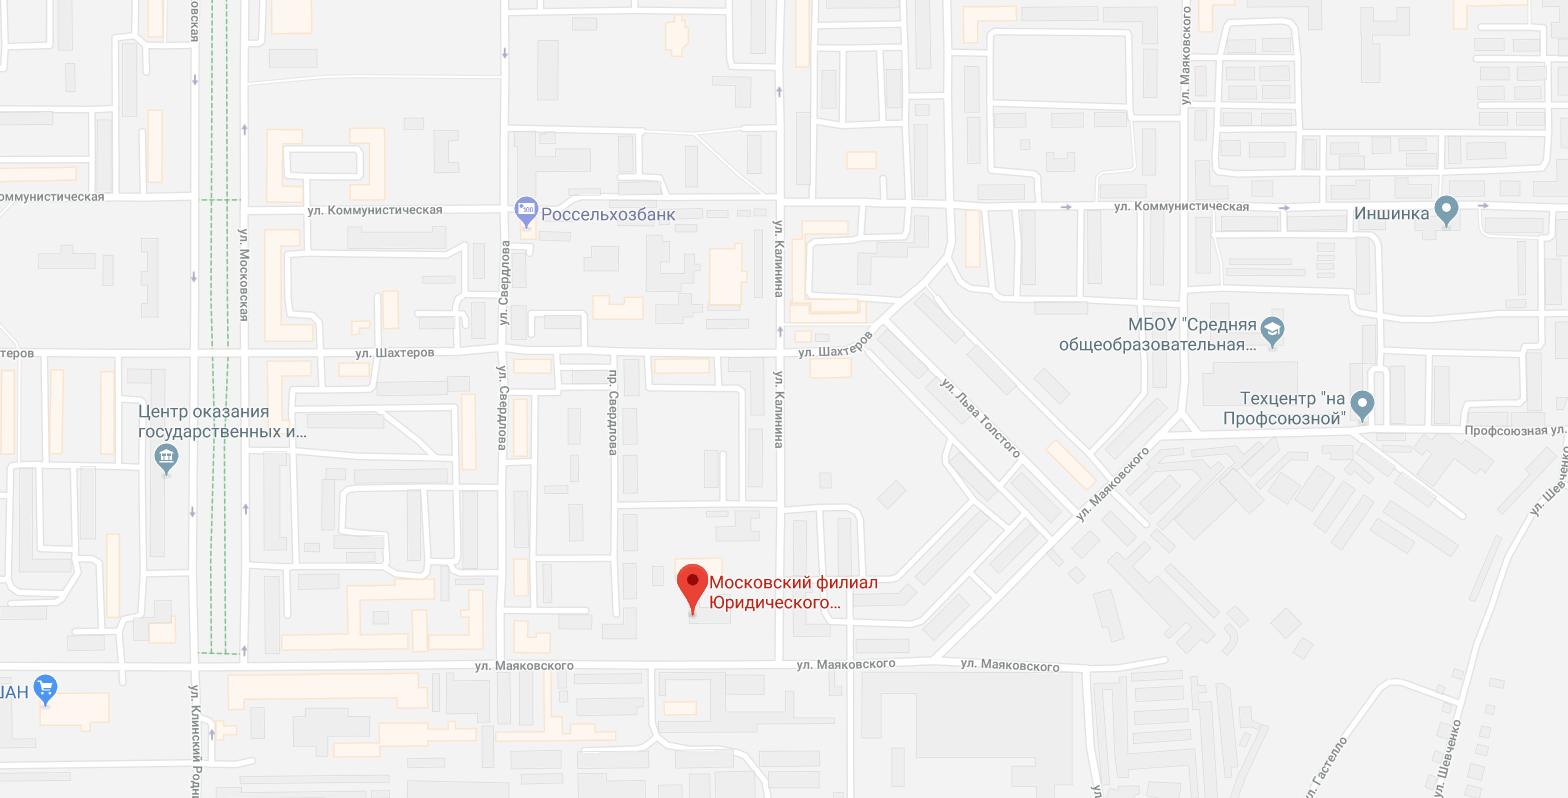 ул. Маяковского
оммунистическая
ул. Коммунистическая
Россельхозбанк
ул. Коммунистическая
Иншинка
ул. Московская
ул. Свердлова
ул. Калинина
МБОУ "Средняя
общеобразовательная...
ул. Шахтеров
ул. Шахтеров
ул. Свердлова
пр. Свердлова
ул. Калинина
ул. Льва Толстого
Техцентр "на
Профсоюзной"
Центр оказания
государственных и...
Профсоюзная ул.
ул. Маяковского
ул. Шевченко
Московский филиал
Юридического...
ул. Маяковского
ул. Маяковского
ул. Маяковского
ул. Клинский Родн
ул. Гастелло
ул. Шевченко